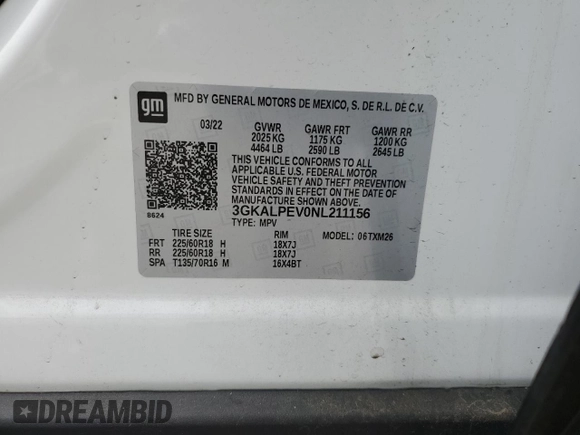 gm
MFD BY GENERAL MOTORS DE MEXICO, S. DE R.L. DE C.V.
03/22 GVWR GAWR FRT GAWR RR
2025 KG 1175 KG 1200 KG
4464 LB 2590 LB 2645 LB
THIS VEHICLE CONFORMS TO ALL
APPLICABLE U.S. FEDERAL MOTOR
VEHICLE SAFETY AND THEFT PREVENTION
STANDARDS IN EFFECT ON THE DATE OF
MANUFACTURE SHOWN ABOVE.
8624 3GKALPEV0NL211156
TYPE: MPV
TIRE SIZE RIM MODEL: 06TXM26
FRT 225/60R18 H 18X7J
RR 225/60R18 H 18X7J
SPA T135/70R16 M 16X4BT
DREAMBID